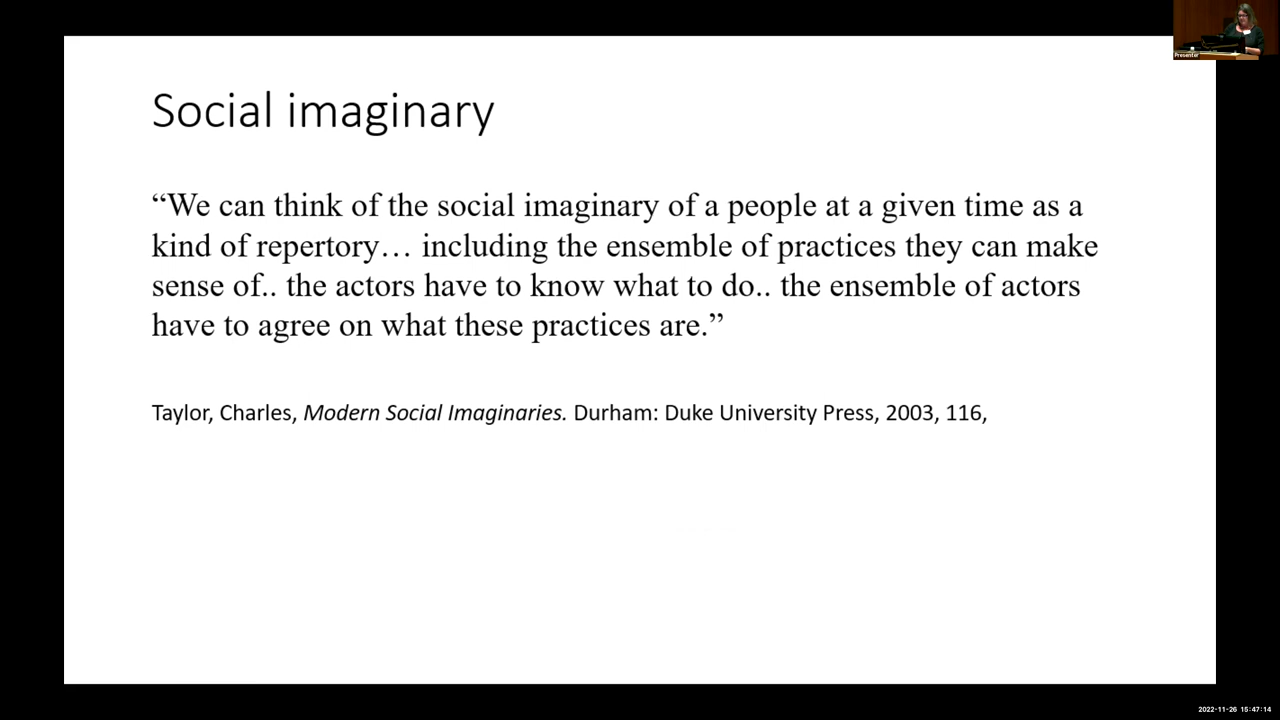 Presenter
Social imaginary
“We can think of the social imaginary of a people at a given time as a
kind of repertory… including the ensemble of practices they can make
sense of.. the actors have to know what to do.. the ensemble of actors
have to agree on what these practices are.”
Taylor, Charles, Modern Social Imaginaries. Durham: Duke University Press, 2003, 116,
2022-11-26 15:47:14